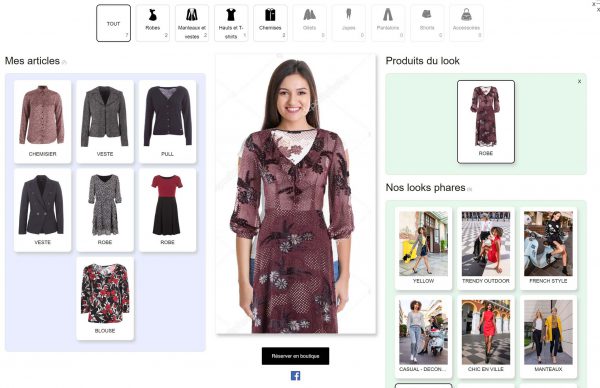 TOUT
7
Robes
2
Manteaux et
vestes
2
Hauts et T-
shirts
1
Chemises
2
Gilets
0
Jupes
0
Pantalons
0
Shorts
0
Accessoires
0
x
x
Mes articles
CHEMISIER
VESTE
PULL
VESTE
ROBE
ROBE
BLOUSE
Réserver en boutique
Produits du look
x
ROBE
Nos looks phares
YELLOW
TRENDY OUTDOOR
FRENCH STYLE
CASUAL - DECON...
CHIC EN VILLE
MANTEAUX